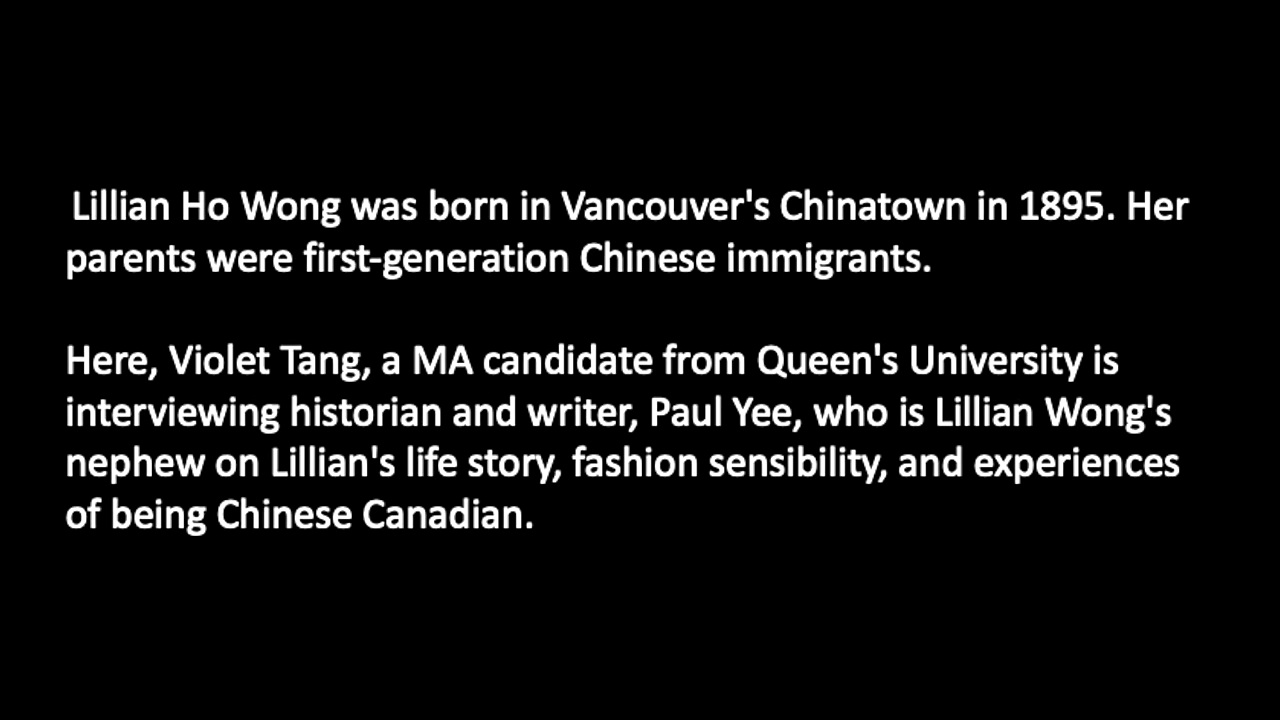 Lillian Ho Wong was born in Vancouver's Chinatown in 1895. Her
parents were first-generation Chinese immigrants.
Here, Violet Tang, a MA candidate from Queen's University is
interviewing historian and writer, Paul Yee, who is Lillian Wong's
nephew on Lillian's life story, fashion sensibility, and experiences
of being Chinese Canadian.